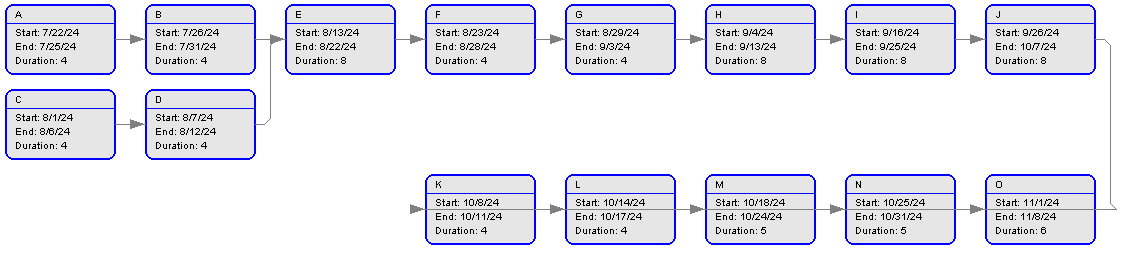 A
Start: 7/22/24
End: 7/25/24
Duration: 4
B
Start: 7/26/24
End: 7/31/24
Duration: 4
E
Start: 8/13/24
End: 8/22/24
Duration: 8
F
Start: 8/23/24
End: 8/28/24
Duration: 4
G
Start: 8/29/24
End: 9/3/24
Duration: 4
H
Start: 9/4/24
End: 9/13/24
Duration: 8
I
Start: 9/16/24
End: 9/25/24
Duration: 8
J
Start: 9/26/24
End: 10/7/24
Duration: 8
C
Start: 8/1/24
End: 8/6/24
Duration: 4
D
Start: 8/7/24
End: 8/12/24
Duration: 4
K
Start: 10/8/24
End: 10/11/24
Duration: 4
L
Start: 10/14/24
End: 10/17/24
Duration: 4
M
Start: 10/18/24
End: 10/24/24
Duration: 5
N
Start: 10/25/24
End: 10/31/24
Duration: 5
O
Start: 11/1/24
End: 11/8/24
Duration: 6